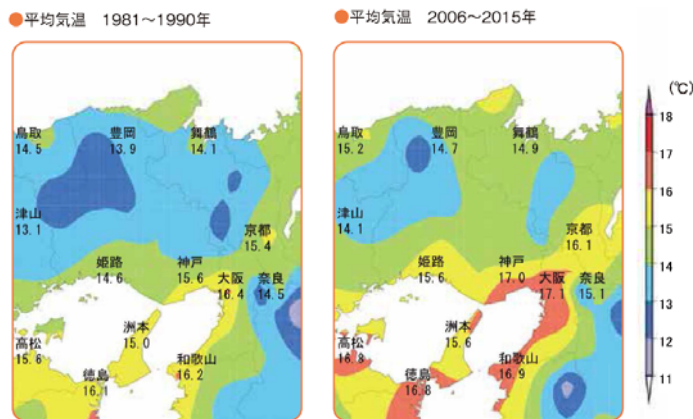 ●平均気温 1981～1990年
鳥取
14.5
豊岡
13.9
舞鶴
14.1
津山
13.1
京都
15.4
姫路
14.6
神戸
15.6
大阪
16.4
奈良
14.5
洲本
15.0
高松
15.6
和歌山
16.2
徳島
16.1
●平均気温 2006～2015年
鳥取
15.2
豊岡
14.7
舞鶴
14.9
津山
14.1
京都
16.1
姫路
15.6
神戸
17.0
大阪
17.1
奈良
15.1
洲本
15.6
高松
16.8
和歌山
16.9
徳島
16.8
(℃)
18
17
16
15
14
13
12
11